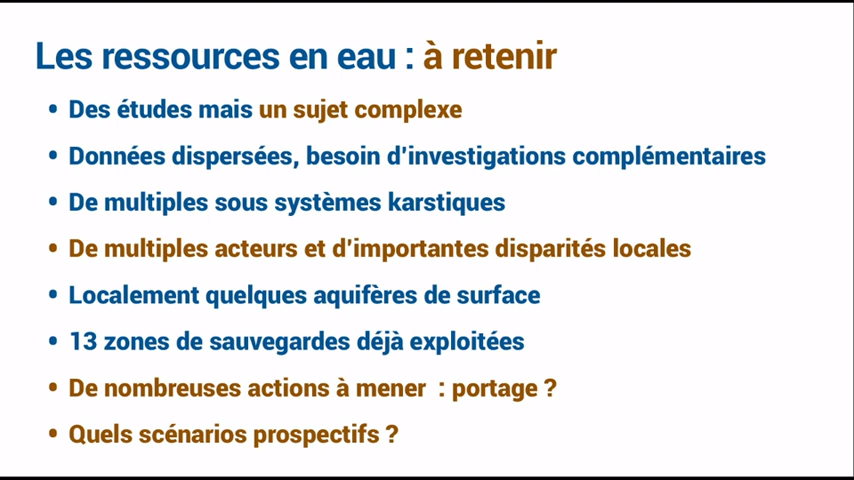 Les ressources en eau : à retenir
• Des études mais un sujet complexe
• Données dispersées, besoin d'investigations complémentaires
• De multiples sous systèmes karstiques
• De multiples acteurs et d'importantes disparités locales
• Localement quelques aquifères de surface
• 13 zones de sauvegardes déjà exploitées
• De nombreuses actions à mener : portage ?
• Quels scénarios prospectifs ?